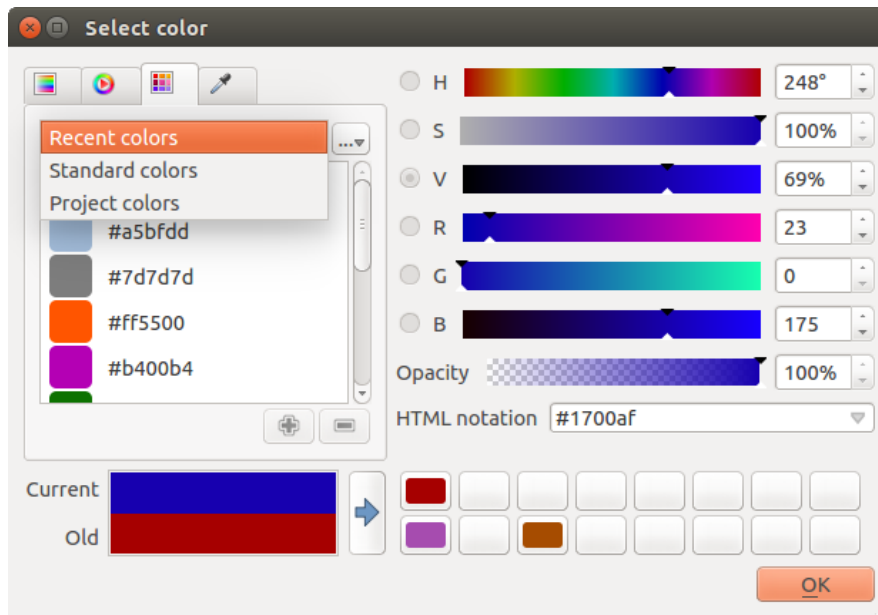 Select color
Recent colors
...
Standard colors
Project colors
#a5bfdd
#7d7d7d
#ff5500
#b400b4
H 248°
S 100%
V 69%
R 23
G 0
B 175
Opacity 100%
HTML notation #1700af
Current
Old
OK